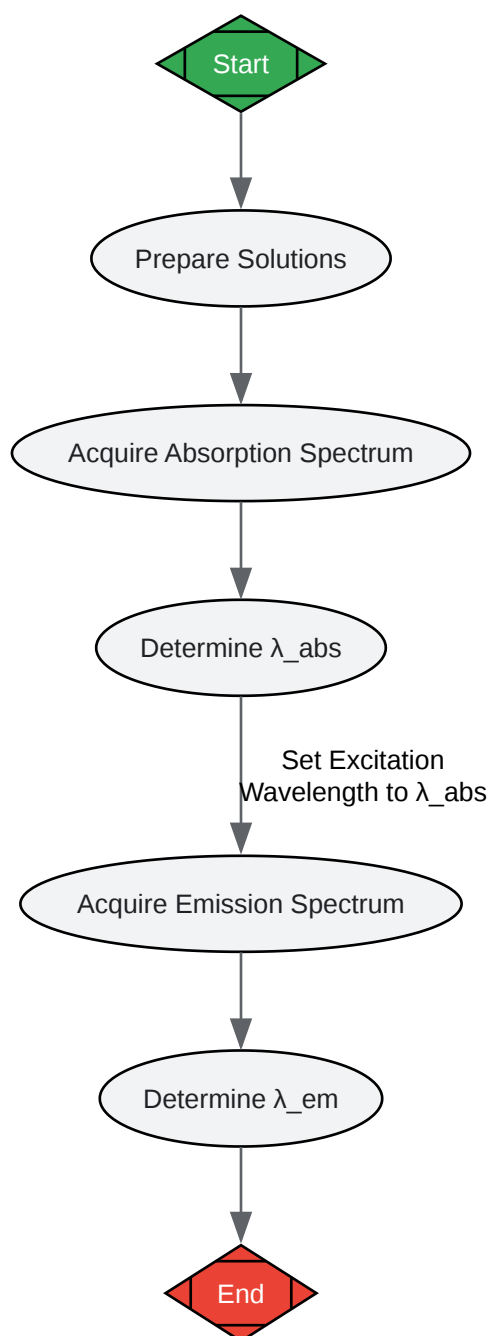 Start
Prepare Solutions
Acquire Absorption Spectrum
Determine λ_abs
Set Excitation
Wavelength to λ_abs
Acquire Emission Spectrum
Determine λ_em
End